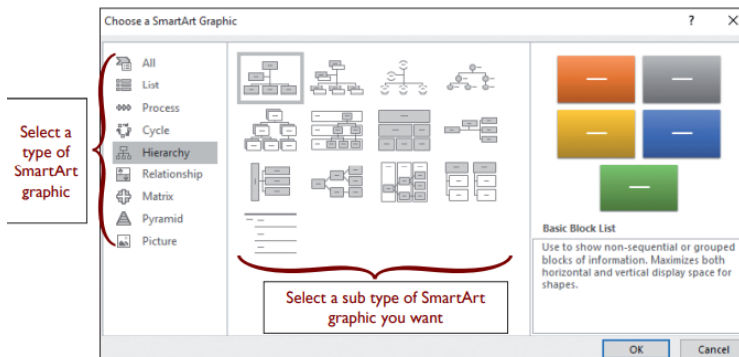 Choose a SmartArt Graphic
?
All
List
Process
Cycle
Hierarchy
Relationship
Matrix
Pyramid
Picture
Select a
type of
SmartArt
graphic
Select a sub type of SmartArt
graphic you want
Basic Block List
Use to show non-sequential or grouped
blocks of information. Maximizes both
horizontal and vertical display space for
shapes.
OK
Cancel